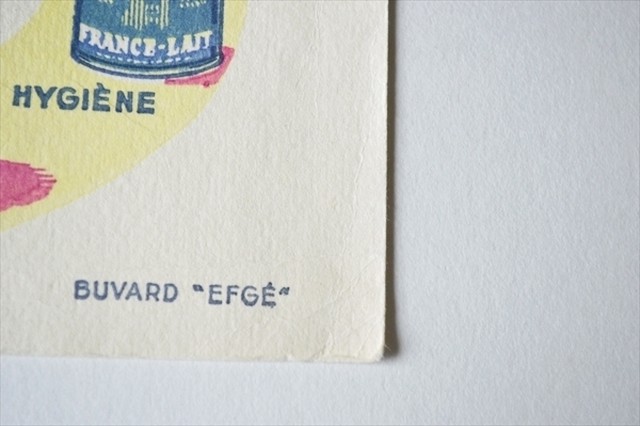 FRANCE-LAIT
HYGIÈNE
BUVARD "EFGÉ"